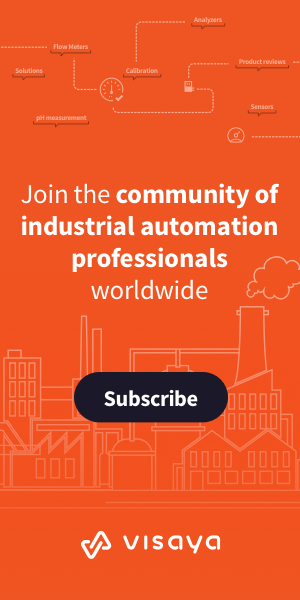 Analyzers
Flow Meters
Product reviews
Solutions
Calibration
Sensors
pH measurement
Join the community of
industrial automation
professionals
worldwide
Subscribe
visaya